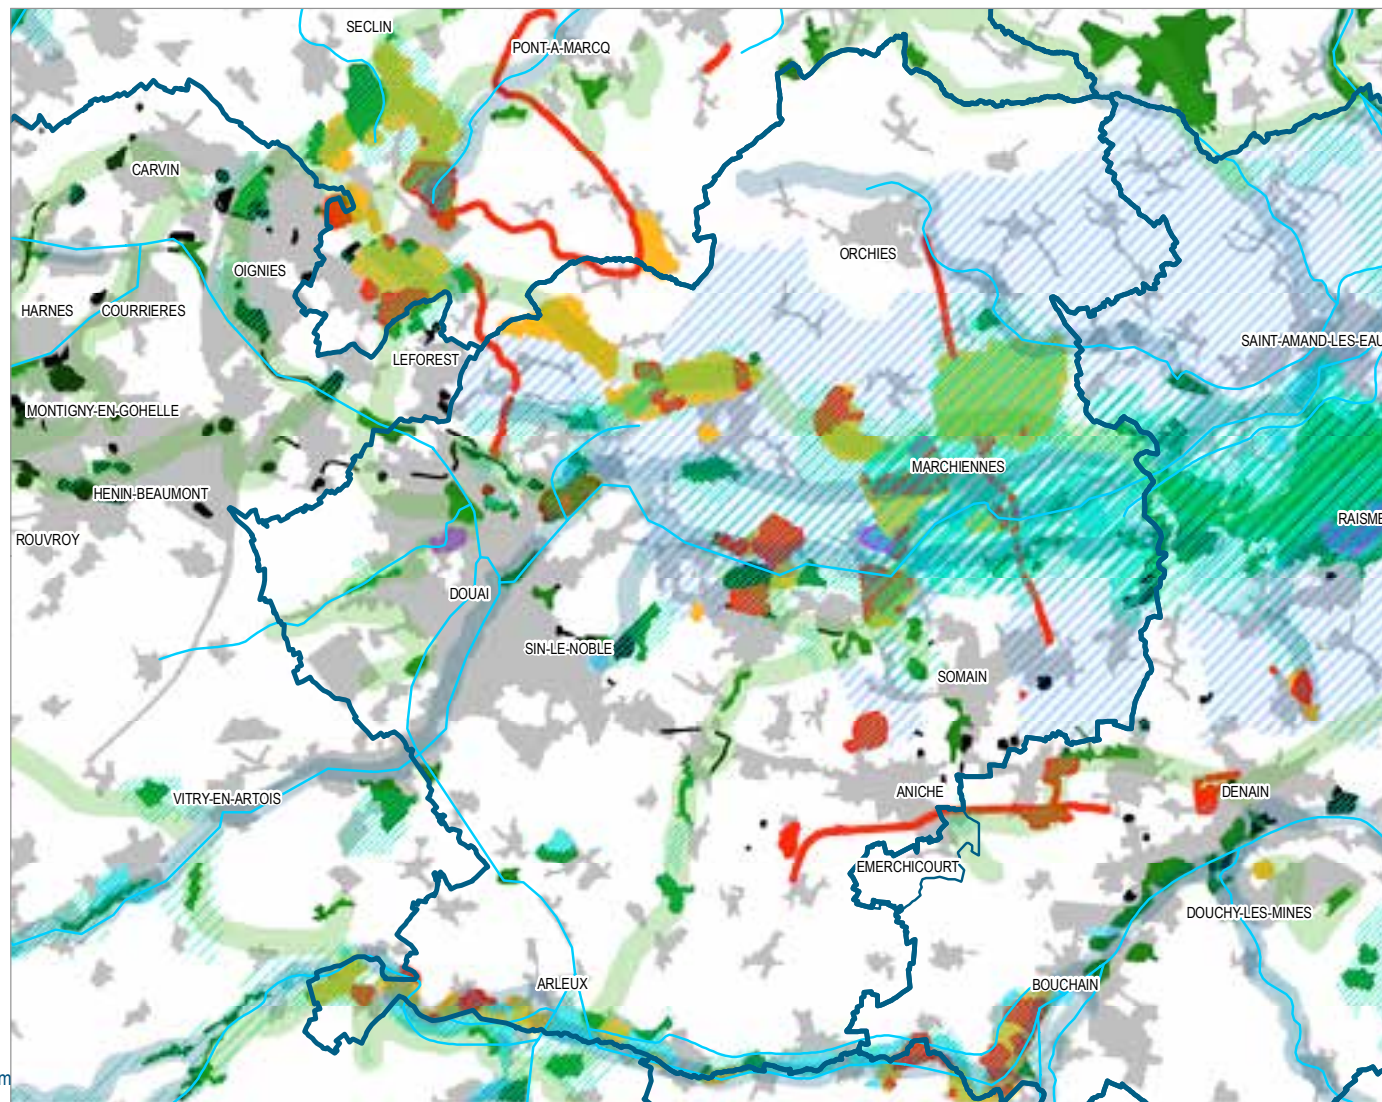 SECLIN
PONT-A-MARCQ
CARVIN
ORCHIES
OIGNIES
HARNES
COURRIERES
SAINT-AMAND-LES-EAU
LEFOREST
MONTIGNY-EN-GOHELLE
MARCHIENNES
HENIN-BEAUMONT
RAISME
ROUVROY
DOUAI
SIN-LE-NOBLE
SOMAIN
VITRY-EN-ARTOIS
ANICHE
DENAIN
EMERCHICOURT
DOUCHY-LES-MINES
ARLEUX
BOUCHAIN
m